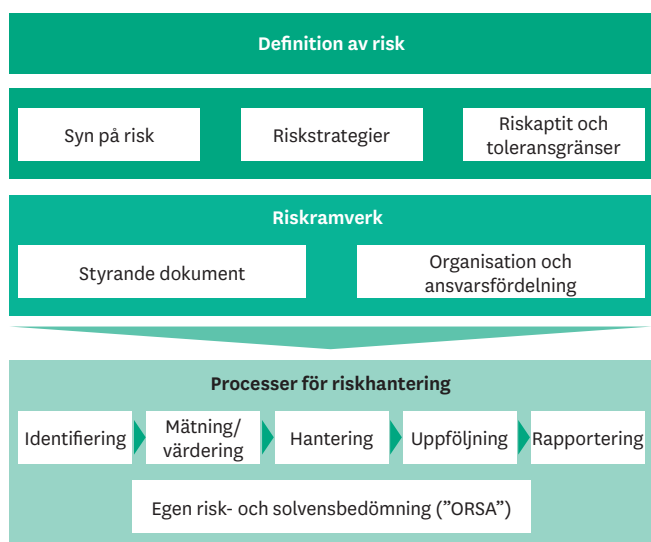 Definition av risk
Syn på risk
Riskstrategier
Riskaptit och
toleransgränser
Riskramverk
Styrande dokument
Organisation och
ansvarsfördelning
Processer för riskhantering
Identifiering
Mätning/
värdering
Hantering
Uppföljning
Rapportering
Egen risk- och solvensbedömning (”ORSA”)